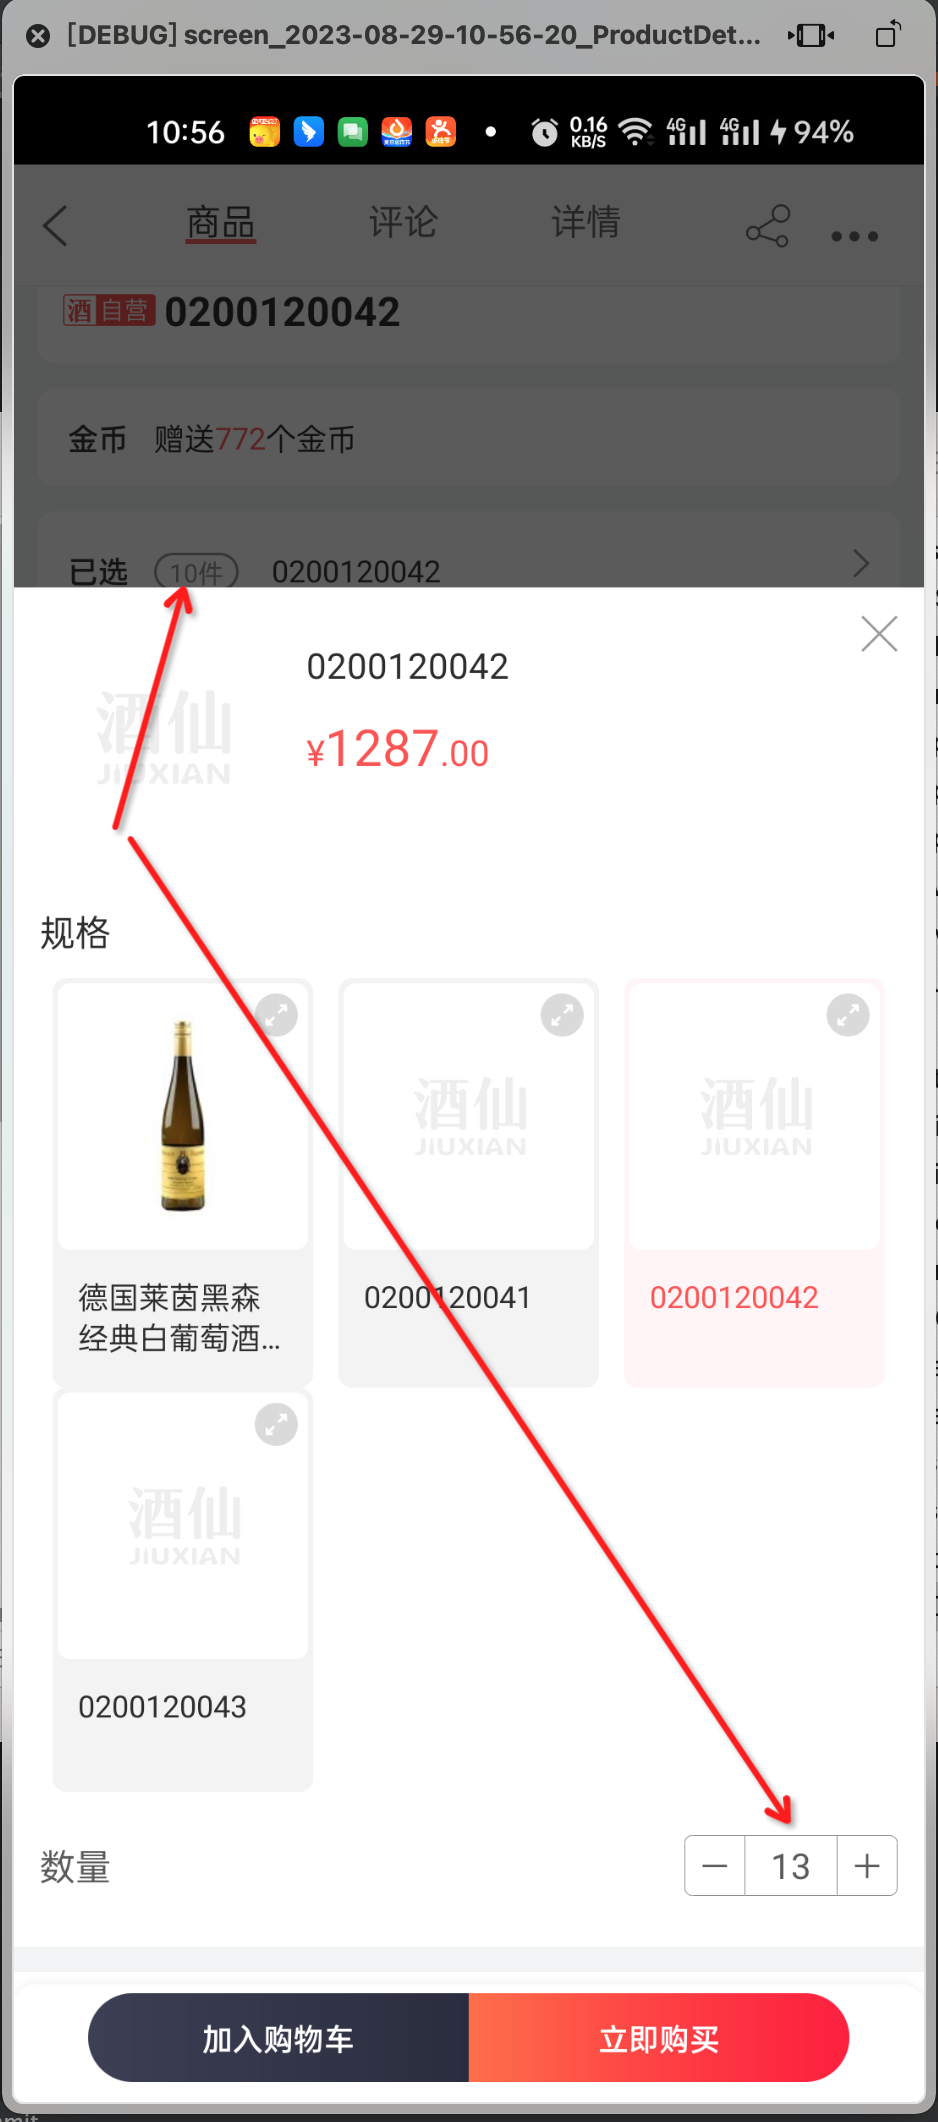 [DEBUG] screen_2023-08-29-10-56-20_ProductDet...
10:56 0.16 KB/S 4G 4G 94%
商品 评论 详情
酒 自营 0200120042
金币 赠送772个金币
已选 10件 0200120042
0200120042
酒仙
JIUXIAN
¥1287.00
规格
酒仙 酒仙
JIUXIAN JIUXIAN
德国莱茵黑森 0200120041 0200120042
经典白葡萄酒...
酒仙
JIUXIAN
0200120043
数量 13
加入购物车 立即购买